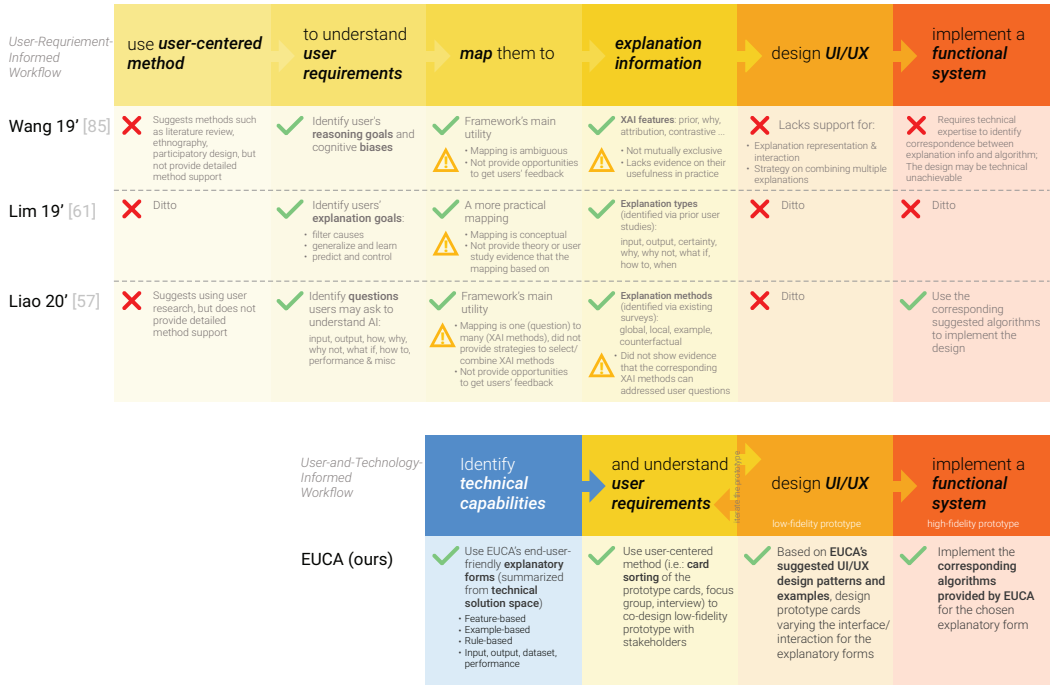 User-Requriement-
Informed
Workflow
use user-centered
method
to understand
user
requirements
map them to
explanation
information
design UI/UX
implement a
functional
system
Wang 19' [85]
Suggests methods such
as literature review,
ethnography,
participatory design, but
not provide detailed
method support
Identify user's
reasoning goals and
cognitive biases
Framework's main
utility
• Mapping is ambiguous
• Not provide opportunities
to get users' feedback
XAI features: prior, why,
attribution, contrastive ...
• Not mutually exclusive
• Lacks evidence on their
usefulness in practice
Lacks support for:
• Explanation representation &
interaction
• Strategy on combining multiple
explanations
Requires technical
expertise to identify
correspondence between
explanation info and algorithm;
The design may be technical
unachievable
Lim 19' [61]
Ditto
Identify users'
explanation goals:
• filter causes
• generalize and learn
• predict and control
A more practical
mapping
• Mapping is conceptual
• Not provide theory or user
study evidence that the
mapping based on
Explanation types
(identified via prior user
studies):
input, output, certainty,
why, why not, what if,
how to, when
Ditto
Ditto
Liao 20' [57]
Suggests using user
research, but does not
provide detailed
method support
Identify questions
users may ask to
understand AI:
input, output, how, why,
why not, what if, how to,
performance & misc
Framework's main
utility
• Mapping is one (question) to
many (XAI methods), did not
provide strategies to select/
combine XAI methods
• Not provide opportunities
to get users' feedback
Explanation methods
(identified via existing
surveys):
global, local, example,
counterfactual
• Did not show evidence
that the corresponding
XAI methods can
addressed user questions
Ditto
Use the
corresponding
suggested algorithms
to implement the
design
User-and-Technology-
Informed
Workflow
Identify
technical
capabilities
and understand
user
requirements
iterate the prototype
design UI/UX
low-fidelity prototype
implement a
functional
system
high-fidelity prototype
EUCA (ours)
Use EUCA's end-user-
friendly explanatory
forms (summarized
from technical
solution space)
• Feature-based
• Example-based
• Rule-based
• Input, output, dataset,
performance
Use user-centered
method (i.e.: card
sorting of the
prototype cards, focus
group, interview) to
co-design low-fidelity
prototype with
stakeholders
Based on EUCA's
suggested UI/UX
design patterns and
examples, design
prototype cards
varying the interface/
interaction for the
explanatory forms
Implement the
corresponding
algorithms
provided by EUCA
for the chosen
explanatory form